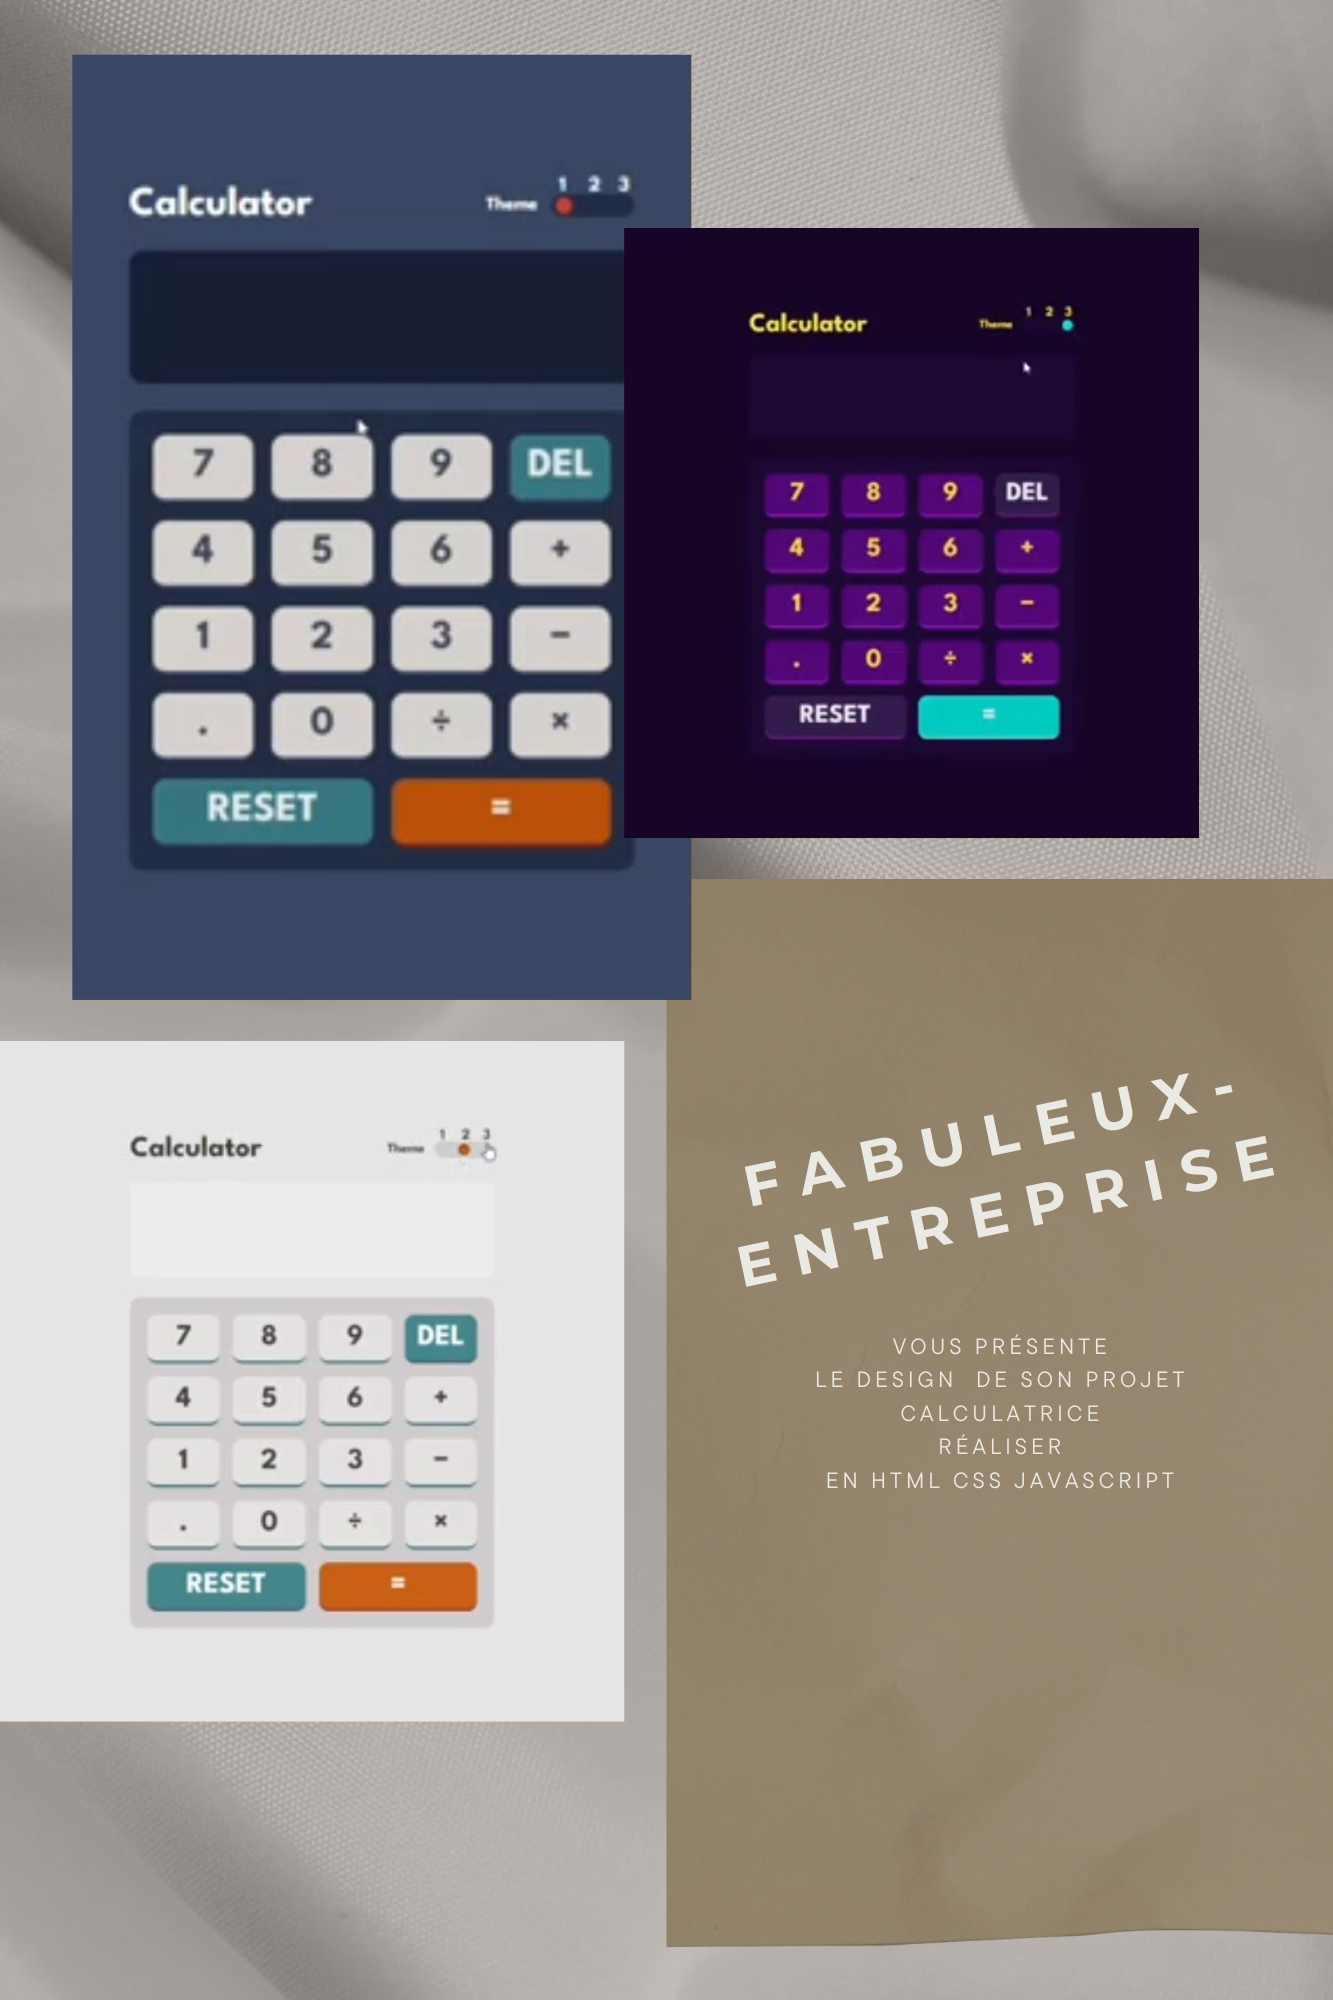 Calculator
1 2 3
Theme
7 8 9 DEL
4 5 6 +
1 2 3 −
. 0 ÷ ×
RESET =
Calculator
1 2 3
Theme
7 8 9 DEL
4 5 6 +
1 2 3 −
. 0 ÷ ×
RESET =
Calculator
1 2 3
Theme
7 8 9 DEL
4 5 6 +
1 2 3 −
. 0 ÷ ×
RESET =
FABULEUX-
ENTREPRISE
VOUS PRÉSENTE
LE DESIGN DE SON PROJET
CALCULATRICE
RÉALISER
EN HTML CSS JAVASCRIPT